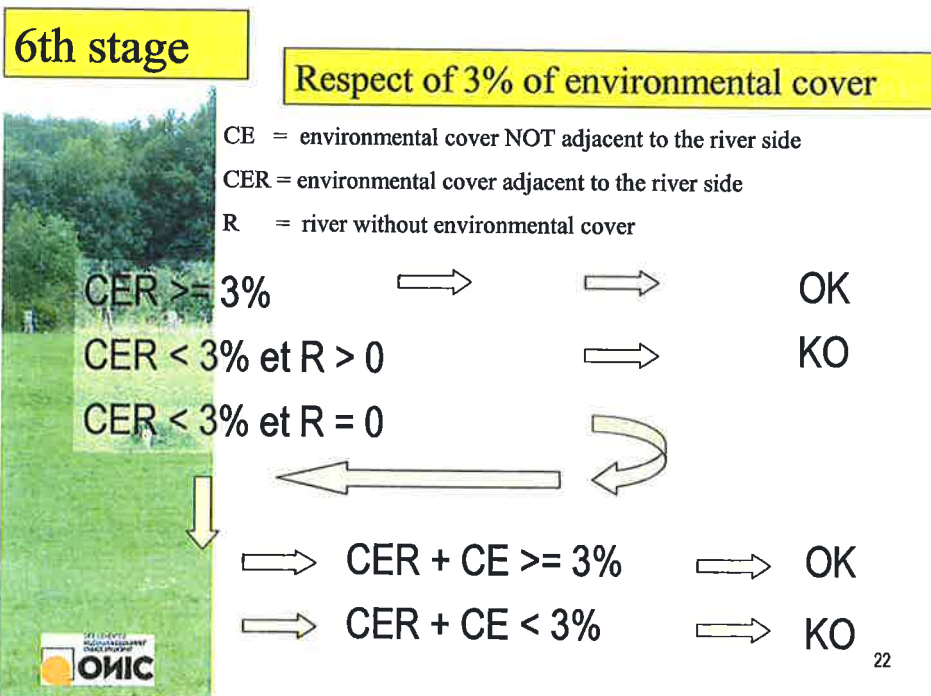 6th stage
Respect of 3% of environmental cover
CE = environmental cover NOT adjacent to the river side
CER = environmental cover adjacent to the river side
R = river without environmental cover
CER >= 3% OK
CER < 3% et R > 0 KO
CER < 3% et R = 0
CER + CE >= 3% OK
CER + CE < 3% KO
ONIC
22